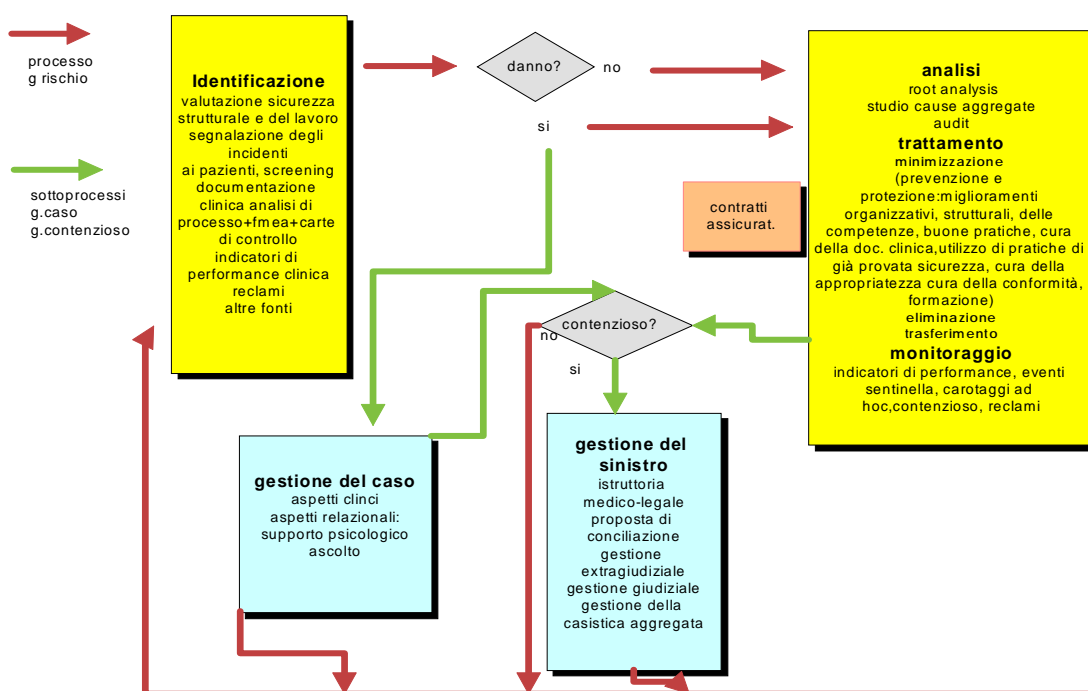 processo
g rischio
sottoprocessi
g.caso
g.contenzioso
Identificazione
valutazione sicurezza
strutturale e del lavoro
segnalazione degli
incidenti
ai pazienti, screening
documentazione
clinica analisi di
processo+fmea+carte
di controllo
indicatori di
performance clinica
reclami
altre fonti
danno?
no
si
analisi
root analysis
studio cause aggregate
audit
trattamento
minimizzazione
(prevenzione e
protezione:miglioramenti
organizzativi, strutturali, delle
competenze, buone pratiche, cura
della doc. clinica,utilizzo di pratiche di
già provata sicurezza, cura della
appropriatezza cura della conformità,
formazione)
eliminazione
trasferimento
monitoraggio
indicatori di performance, eventi
sentinella, carotaggi ad
hoc,contenzioso, reclami
contratti
assicurat.
contenzioso?
no
si
gestione del caso
aspetti clinci
aspetti relazionali:
supporto psicologico
ascolto
gestione del
sinistro
istruttoria
medico-legale
proposta di
conciliazione
gestione
extragiudiziale
gestione giudiziale
gestione della
casistica aggregata